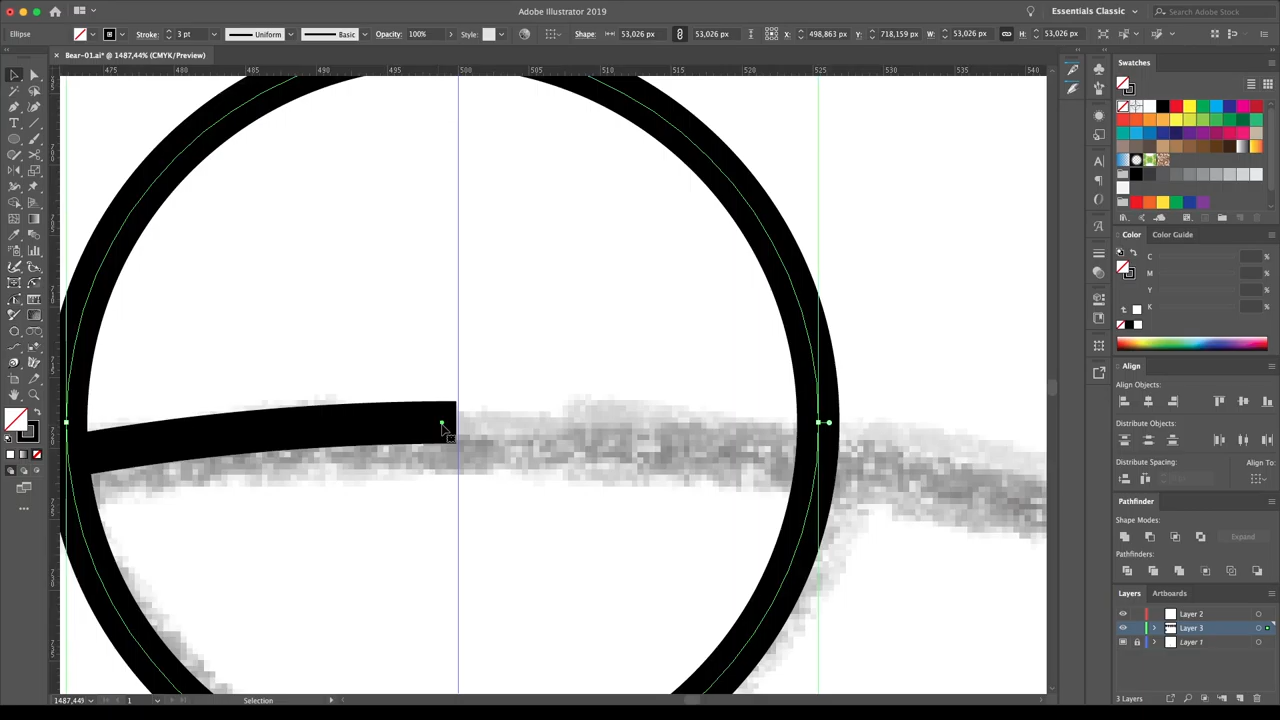 Adobe Illustrator 2019
Essentials Classic
Search Adobe Stock
Ellipse
Stroke:
3 pt
Uniform
Basic
Opacity:
100%
Style:
Shape:
53,026 px
53,026 px
X:
498,863 px
Y:
718,159 px
W:
53,026 px
H:
53,026 px
× Bear-01.ai* @ 1487,44% (CMYK/Preview)
475
480
485
490
495
500
505
510
515
520
525
530
535
540
Swatches
Color
Color Guide
C
%
M
%
Y
%
K
%
Align
Align Objects:
Distribute Objects:
Distribute Spacing:
Align To:
Pathfinder
Shape Modes:
Expand
Pathfinders:
Layers
Artboards
Layer 2
Layer 3
Layer 1
3 Layers
1487,449
1
Selection